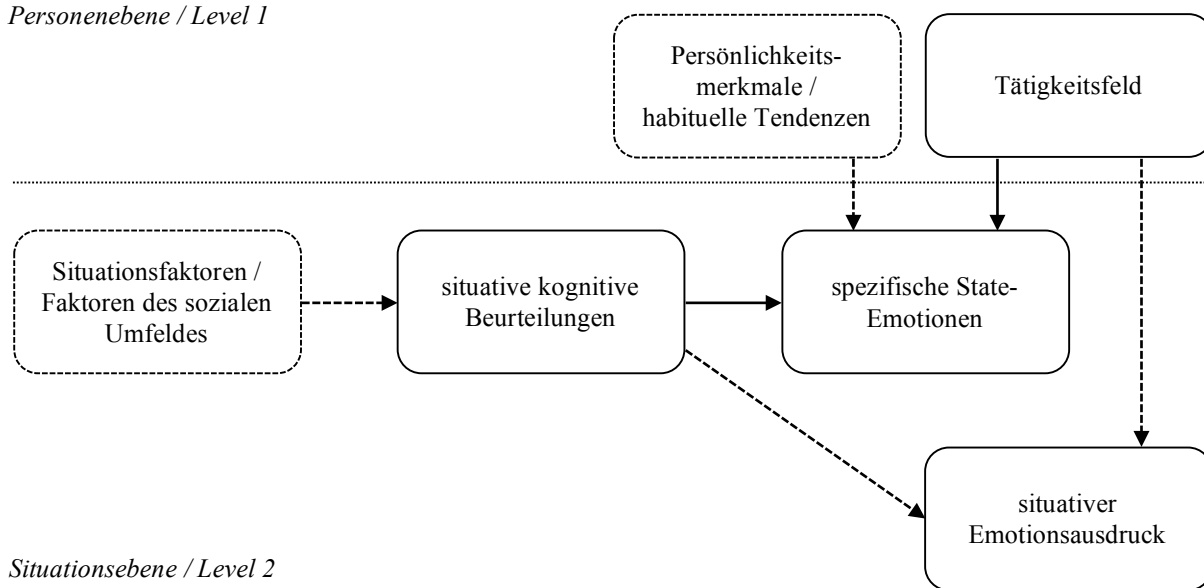 Personenebene / Level 1
Persönlichkeits-
merkmale /
habituelle Tendenzen
Tätigkeitsfeld
Situationsfaktoren /
Faktoren des sozialen
Umfeldes
situative kognitive
Beurteilungen
spezifische State-
Emotionen
situativer
Emotionsausdruck
Situationsebene / Level 2